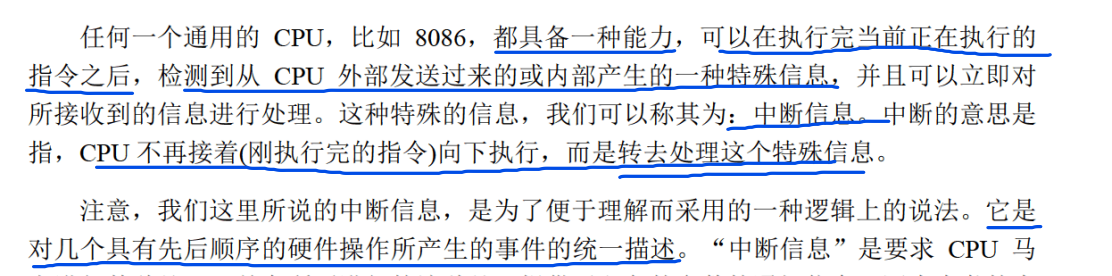 任何一个通用的 CPU，比如 8086，都具备一种能力，可以在执行完当前正在执行的
指令之后，检测到从 CPU 外部发送过来的或内部产生的一种特殊信息，并且可以立即对
所接收到的信息进行处理。这种特殊的信息，我们可以称其为：中断信息。中断的意思是
指，CPU 不再接着(刚执行完的指令)向下执行，而是转去处理这个特殊信息。
注意，我们这里所说的中断信息，是为了便于理解而采用的一种逻辑上的说法。它是
对几个具有先后顺序的硬件操作所产生的事件的统一描述。“中断信息”是要求 CPU 马